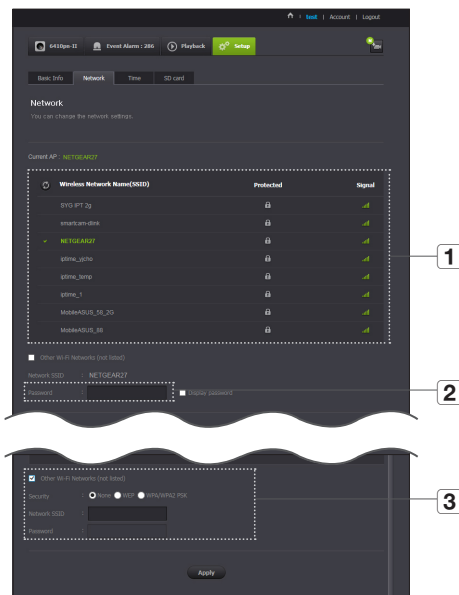 test | Account | Logout
6410pn-II Event Alarm : 286 Playback Setup
Basic Info Network Time SD card
Network
You can change the network settings.
Current AP : NETGEAR27
Wireless Network Name(SSID) Protected Signal
SYG IPT 2g
smartcam-dlink
NETGEAR27
iptime_yjcho
iptime_temp
iptime_1
MobileASUS_50_2G
MobileASUS_88
1
Other Wi-Fi Networks (not listed)
Network SSID : NETGEAR27
Password : Display password
2
Other Wi-Fi Networks (not listed)
Security : None WEP WPA/WPA2 PSK
Network SSID :
Password :
3
Apply